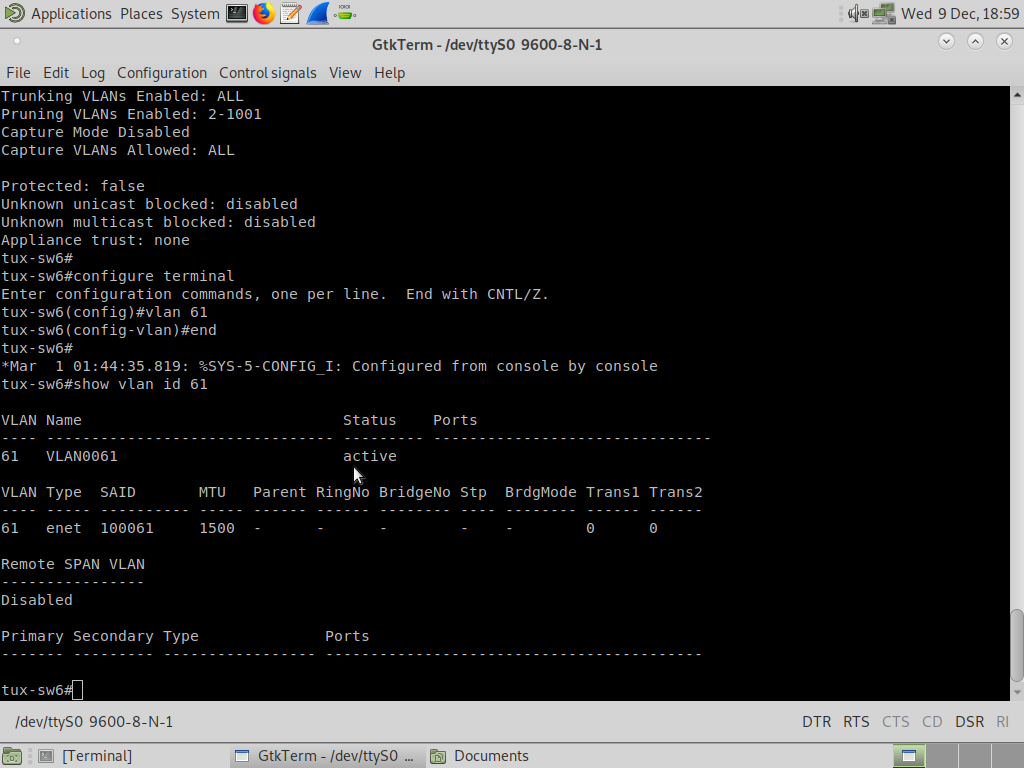 Applications Places System Wed 9 Dec, 18:59
GtkTerm - /dev/ttyS0 9600-8-N-1
File Edit Log Configuration Control signals View Help
Trunking VLANs Enabled: ALL
Pruning VLANs Enabled: 2-1001
Capture Mode Disabled
Capture VLANs Allowed: ALL
Protected: false
Unknown unicast blocked: disabled
Unknown multicast blocked: disabled
Appliance trust: none
tux-sw6#
tux-sw6#configure terminal
Enter configuration commands, one per line.  End with CNTL/Z.
tux-sw6(config)#vlan 61
tux-sw6(config-vlan)#end
tux-sw6#
*Mar  1 01:44:35.819: %SYS-5-CONFIG_I: Configured from console by console
tux-sw6#show vlan id 61
VLAN Name                             Status    Ports
---- -------------------------------- --------- -------------------------------
61   VLAN0061                         active
VLAN Type  SAID       MTU   Parent RingNo BridgeNo Stp  BrdgMode Trans1 Trans2
---- ----- ---------- ----- ------ ------ -------- ---- -------- ------ ------
61   enet  100061     1500  -      -      -        -    -        0      0
Remote SPAN VLAN
----------------
Disabled
Primary Secondary Type              Ports
------- --------- ----------------- ------------------------------------------
tux-sw6#
/dev/ttyS0 9600-8-N-1 DTR RTS CTS CD DSR RI
[Terminal] GtkTerm - /dev/ttyS0 ... Documents